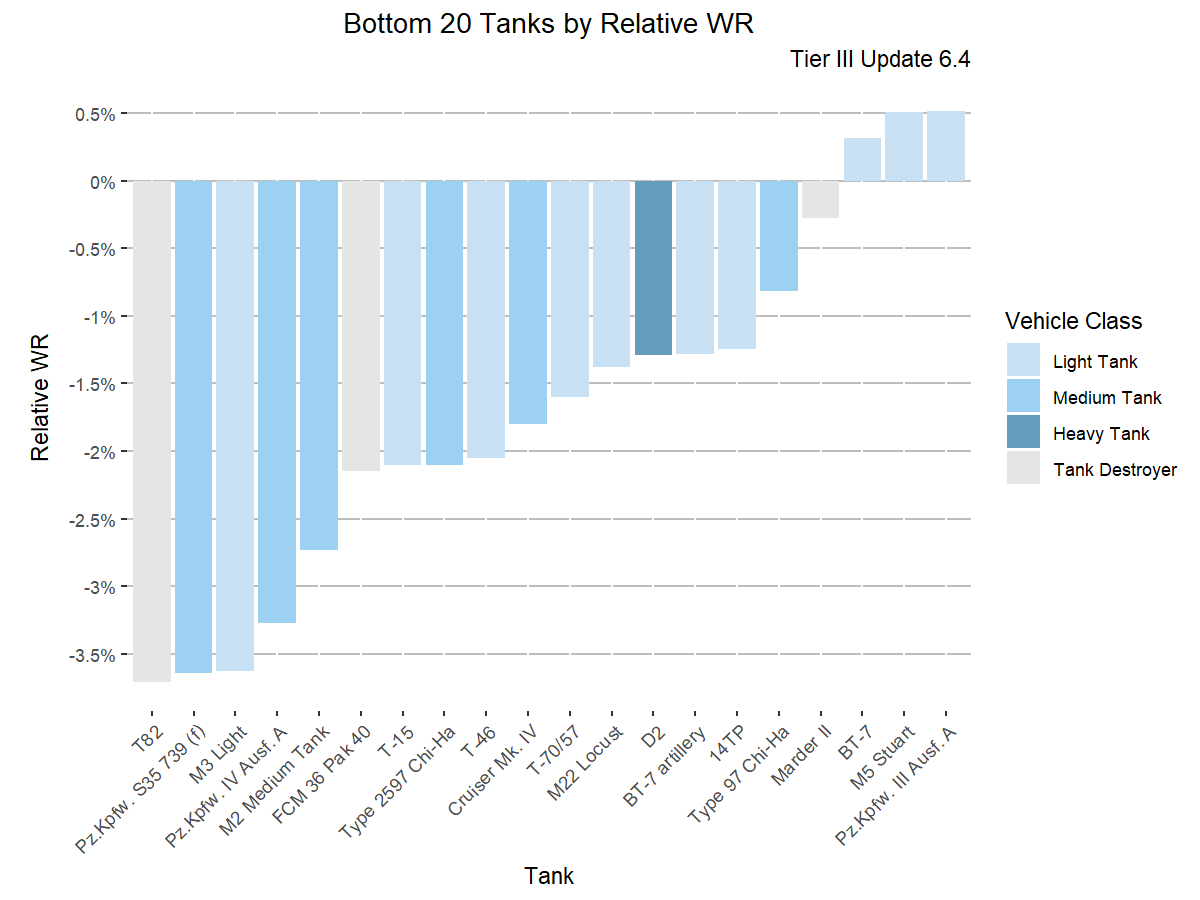 Bottom 20 Tanks by Relative WR
Tier III Update 6.4
0.5%
0%
-0.5%
-1%
-1.5%
-2%
-2.5%
-3%
-3.5%
Relative WR
T82
Pz.Kpfw. S35 739 (f)
M3 Light
Pz.Kpfw. IV Ausf. A
M2 Medium Tank
FCM 36 Pak 40
T-15
Type 2597 Chi-Ha
T-46
Cruiser Mk. IV
T-70/57
M22 Locust
D2
BT-7 artillery
14TP
Type 97 Chi-Ha
Marder II
BT-7
M5 Stuart
Pz.Kpfw. III Ausf. A
Tank
Vehicle Class
Light Tank
Medium Tank
Heavy Tank
Tank Destroyer